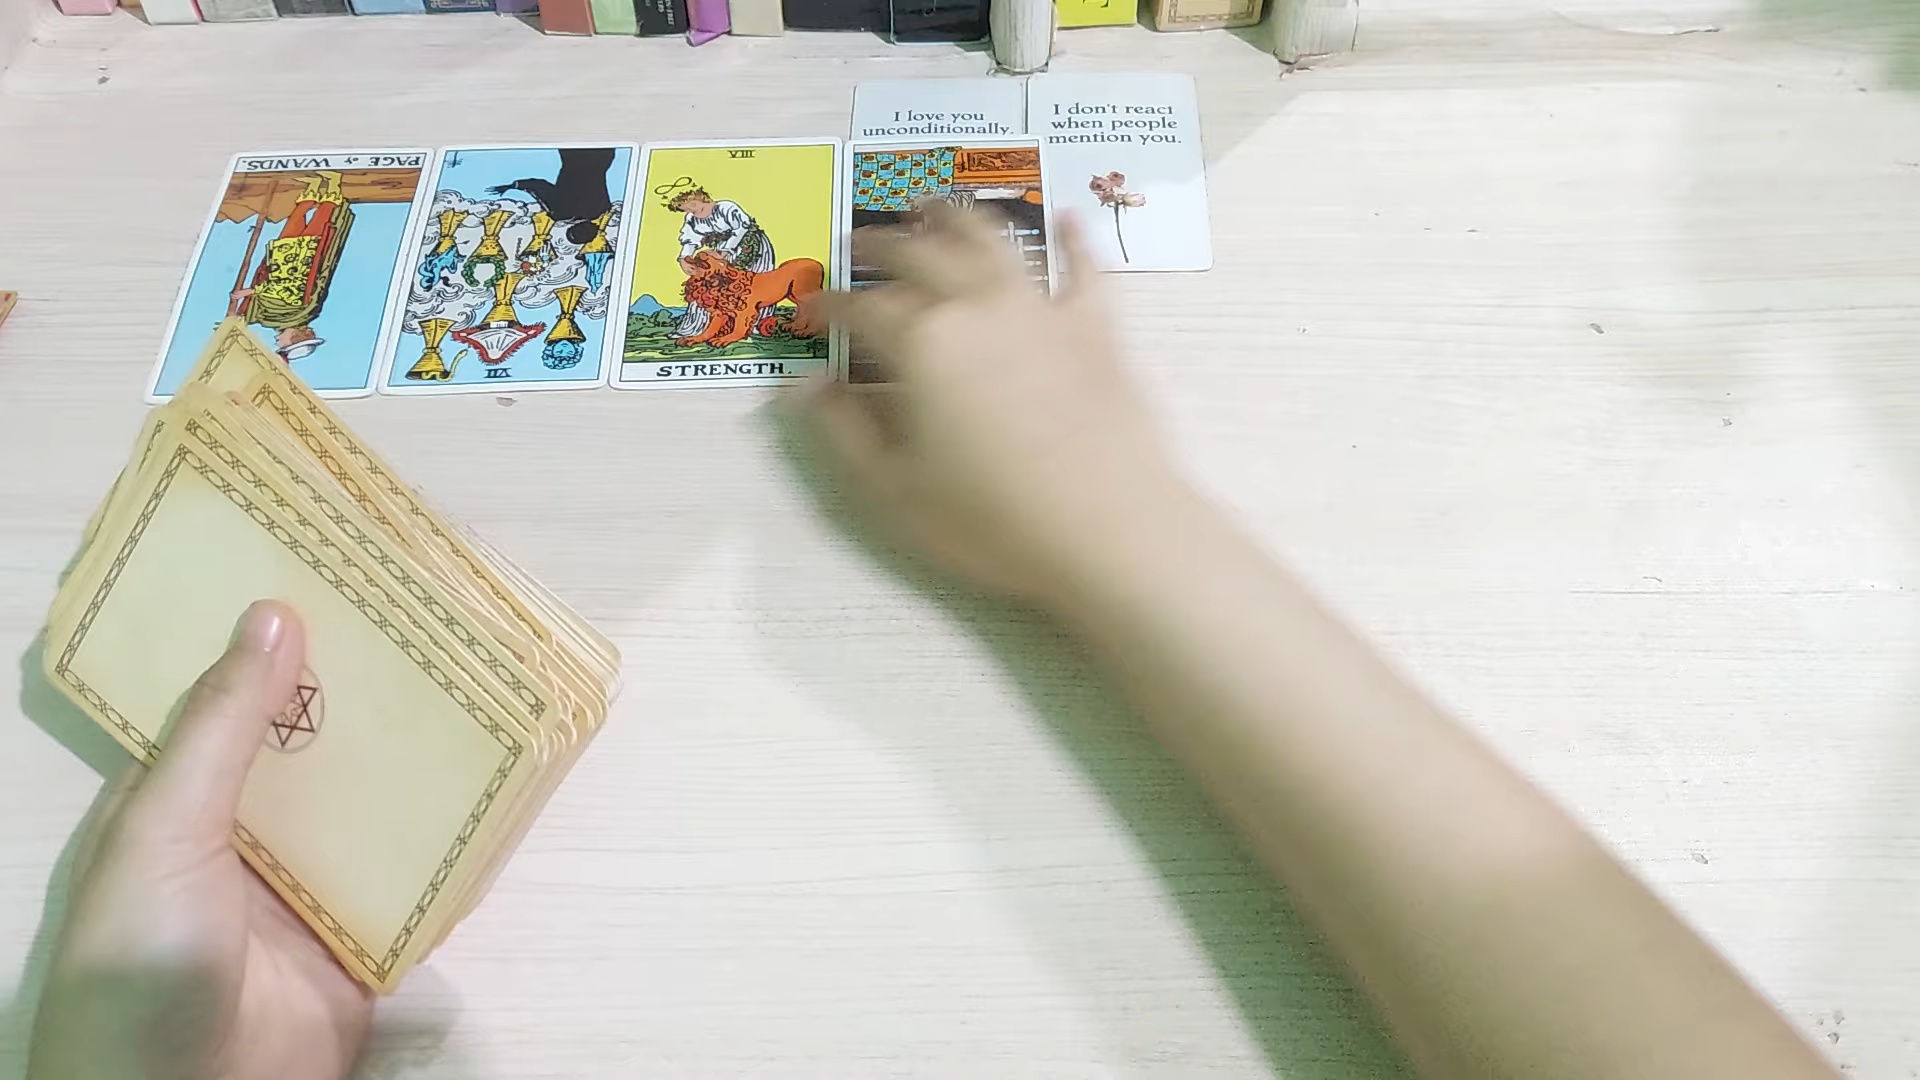 I love you
unconditionally.
I don't react
when people
mention you.
PAGE of WANDS.
VII
VIII
STRENGTH.